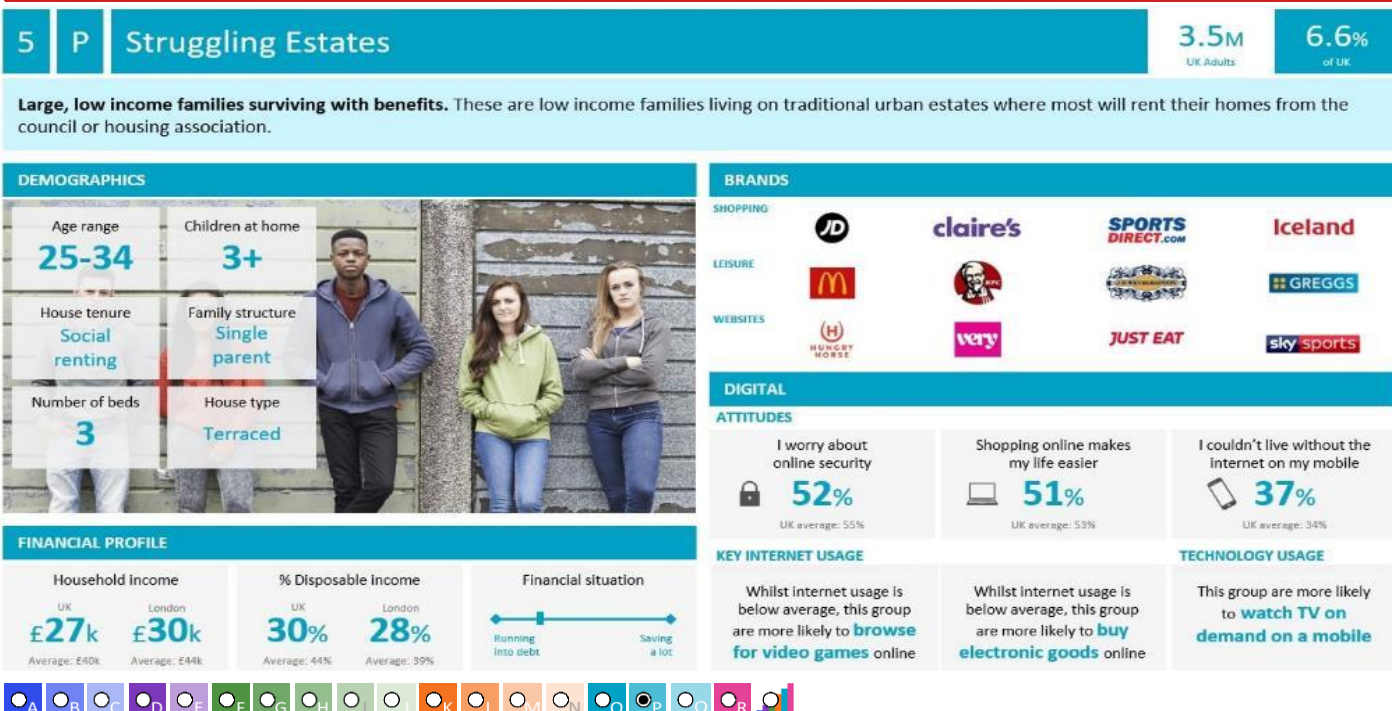 5 P Struggling Estates
3.5M
UK Adults
6.6%
of UK
Large, low income families surviving with benefits. These are low income families living on traditional urban estates where most will rent their homes from the
council or housing association.
DEMOGRAPHICS
Age range
25-34
Children at home
3+
House tenure
Social
renting
Family structure
Single
parent
Number of beds
3
House type
Terraced
FINANCIAL PROFILE
Household income
UK
£27k
Average: £40k
London
£30k
Average: £44k
% Disposable income
UK
30%
Average: 44%
London
28%
Average: 39%
Financial situation
Running
into debt
Saving
a lot
BRANDS
SHOPPING
JD
claire's
SPORTS
DIRECT.COM
Iceland
LEISURE
KFC
GREGGS
WEBSITES
(H)
HUNGRY
HORSE
very
JUST EAT
sky sports
DIGITAL
ATTITUDES
I worry about
online security
52%
UK average: 55%
Shopping online makes
my life easier
51%
UK average: 53%
I couldn't live without the
internet on my mobile
37%
UK average: 34%
KEY INTERNET USAGE
Whilst internet usage is
below average, this group
are more likely to browse
for video games online
Whilst internet usage is
below average, this group
are more likely to buy
electronic goods online
TECHNOLOGY USAGE
This group are more likely
to watch TV on
demand on a mobile
A B C D E F G H I J K L M N O P Q R